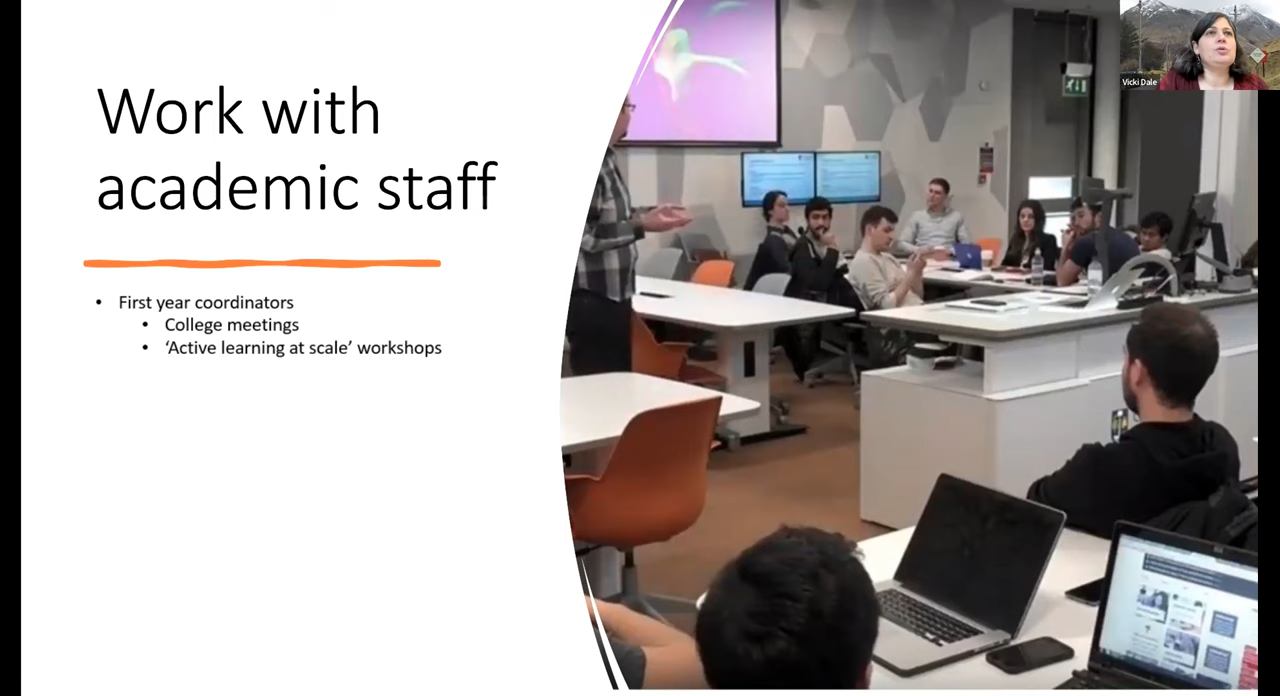 Work with
academic staff
• First year coordinators
• College meetings
• ‘Active learning at scale’ workshops
Vicki Dale